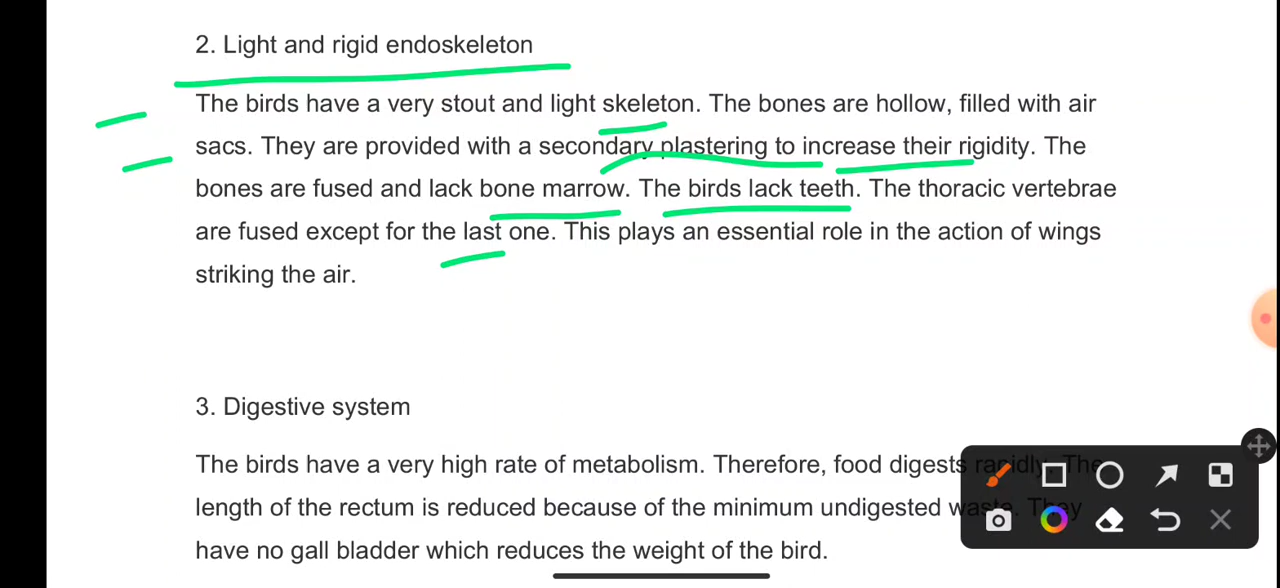 2. Light and rigid endoskeleton
The birds have a very stout and light skeleton. The bones are hollow, filled with air
sacs. They are provided with a secondary plastering to increase their rigidity. The
bones are fused and lack bone marrow. The birds lack teeth. The thoracic vertebrae
are fused except for the last one. This plays an essential role in the action of wings
striking the air.
3. Digestive system
The birds have a very high rate of metabolism. Therefore, food digests rapidly. The
length of the rectum is reduced because of the minimum undigested waste. They
have no gall bladder which reduces the weight of the bird.